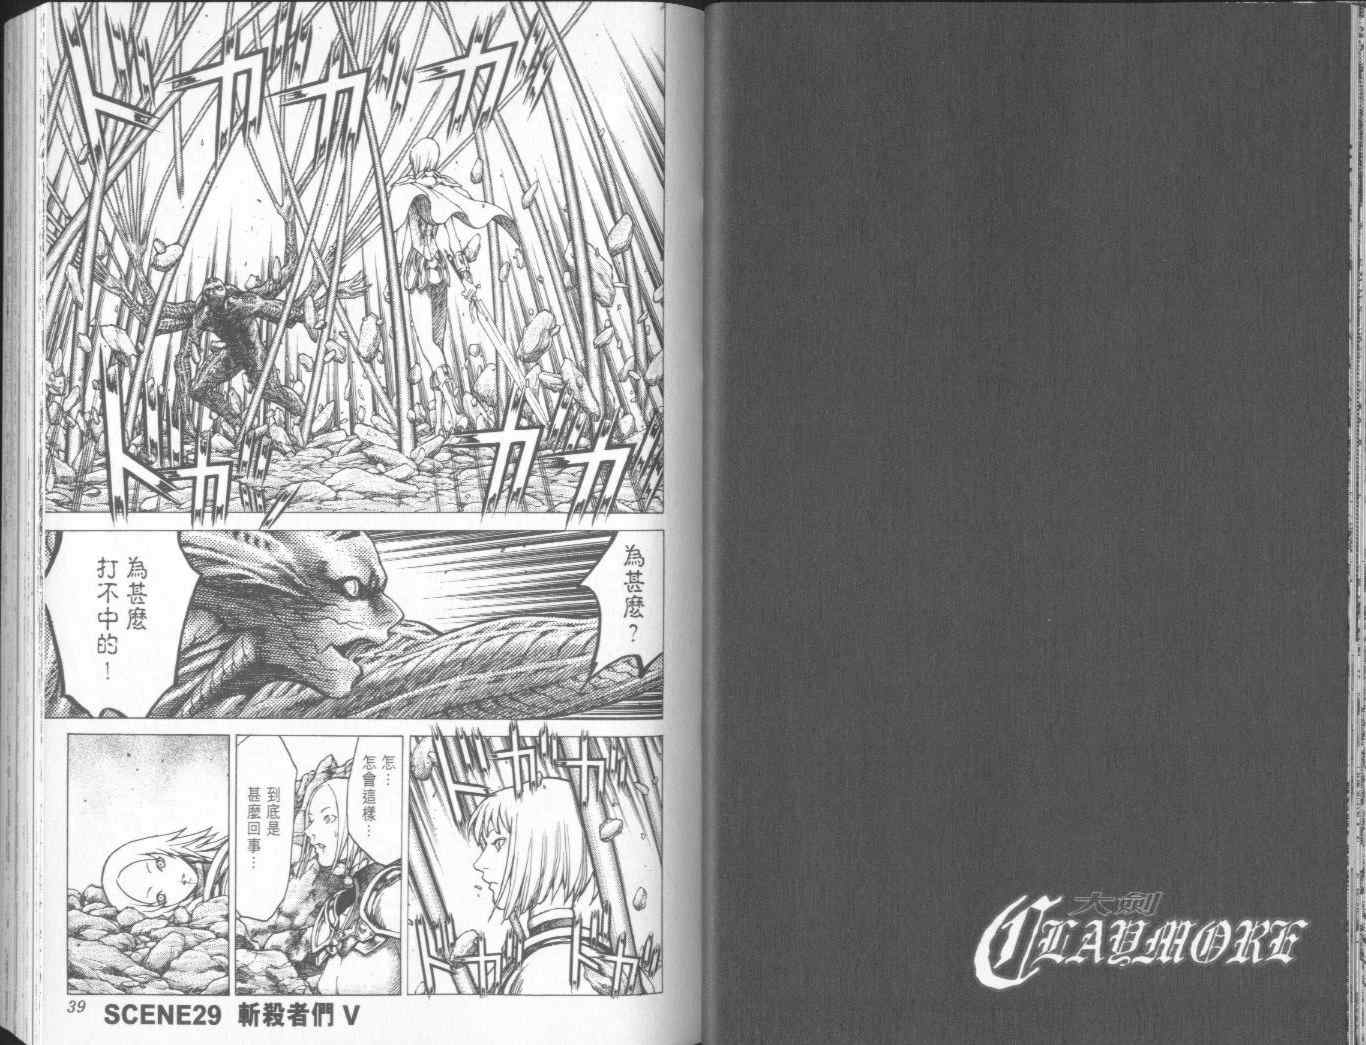 ドカカカ
ドカカカ
為甚麼？
為甚麼
打不中的！
ドカカカ
ドカカカ
怎…
怎會這樣…
到底是
甚麼回事…
39
SCENE29 斬殺者們 V
大劍
CLAYMORE